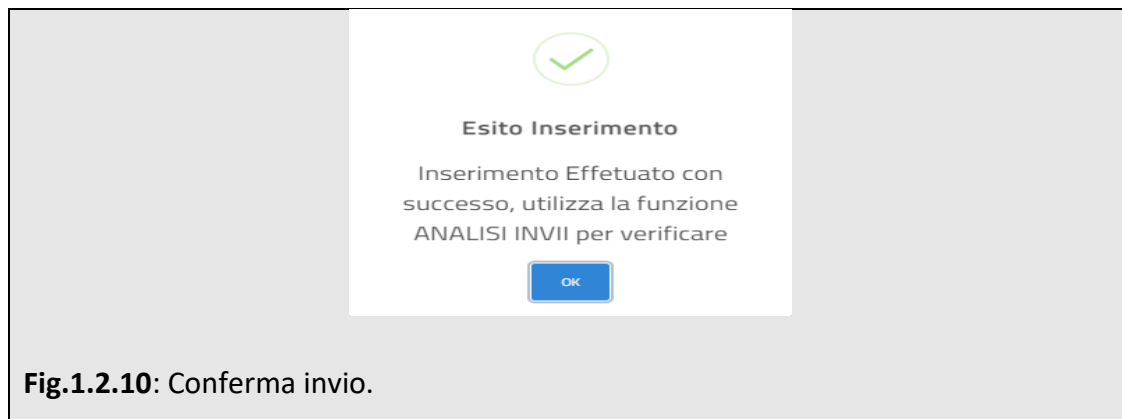 Esito Inserimento
Inserimento Effetuato con
successo, utilizza la funzione
ANALISI INVII per verificare
OK
Fig.1.2.10: Conferma invio.